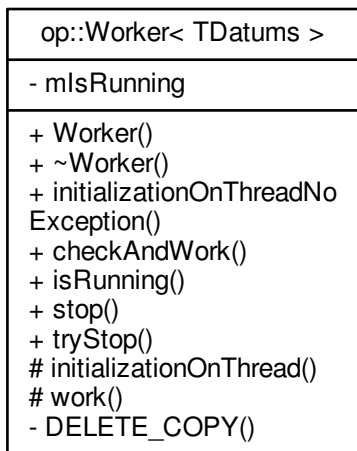 op::Worker< TDatums >
- mIsRunning
+ Worker()
+ ~Worker()
+ initializationOnThreadNo
Exception()
+ checkAndWork()
+ isRunning()
+ stop()
+ tryStop()
# initializationOnThread()
# work()
- DELETE_COPY()